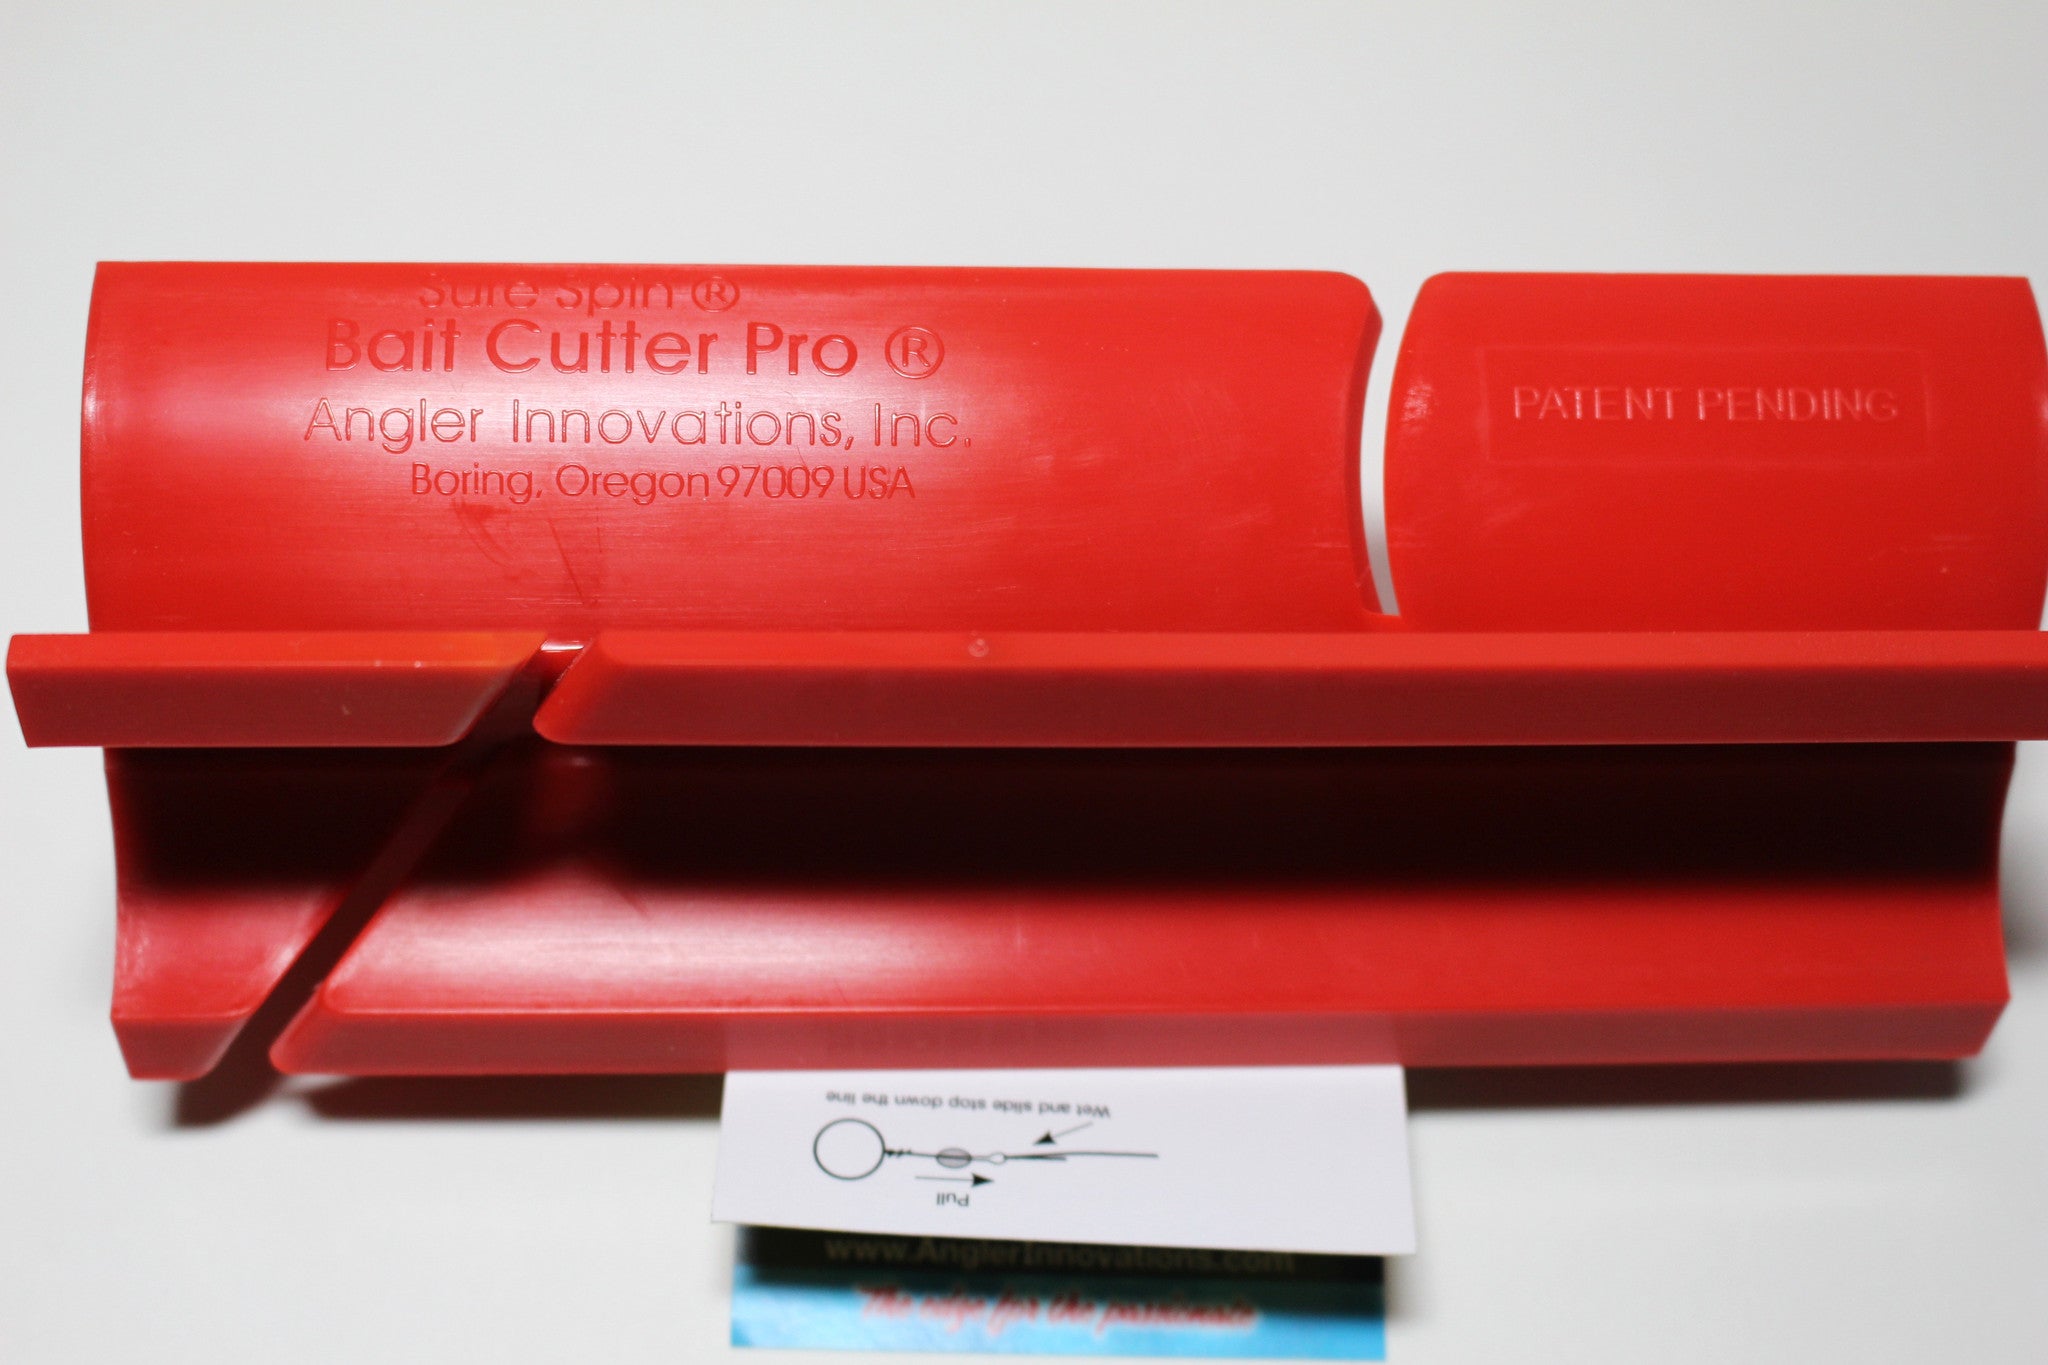 Sure Spin ®
Bait Cutter Pro ®
Angler Innovations, Inc.
Boring, Oregon 97009 USA
PATENT PENDING
Wet and slide stop down the line
Pull
www.AnglerInnovations.com
The edge for the passionate